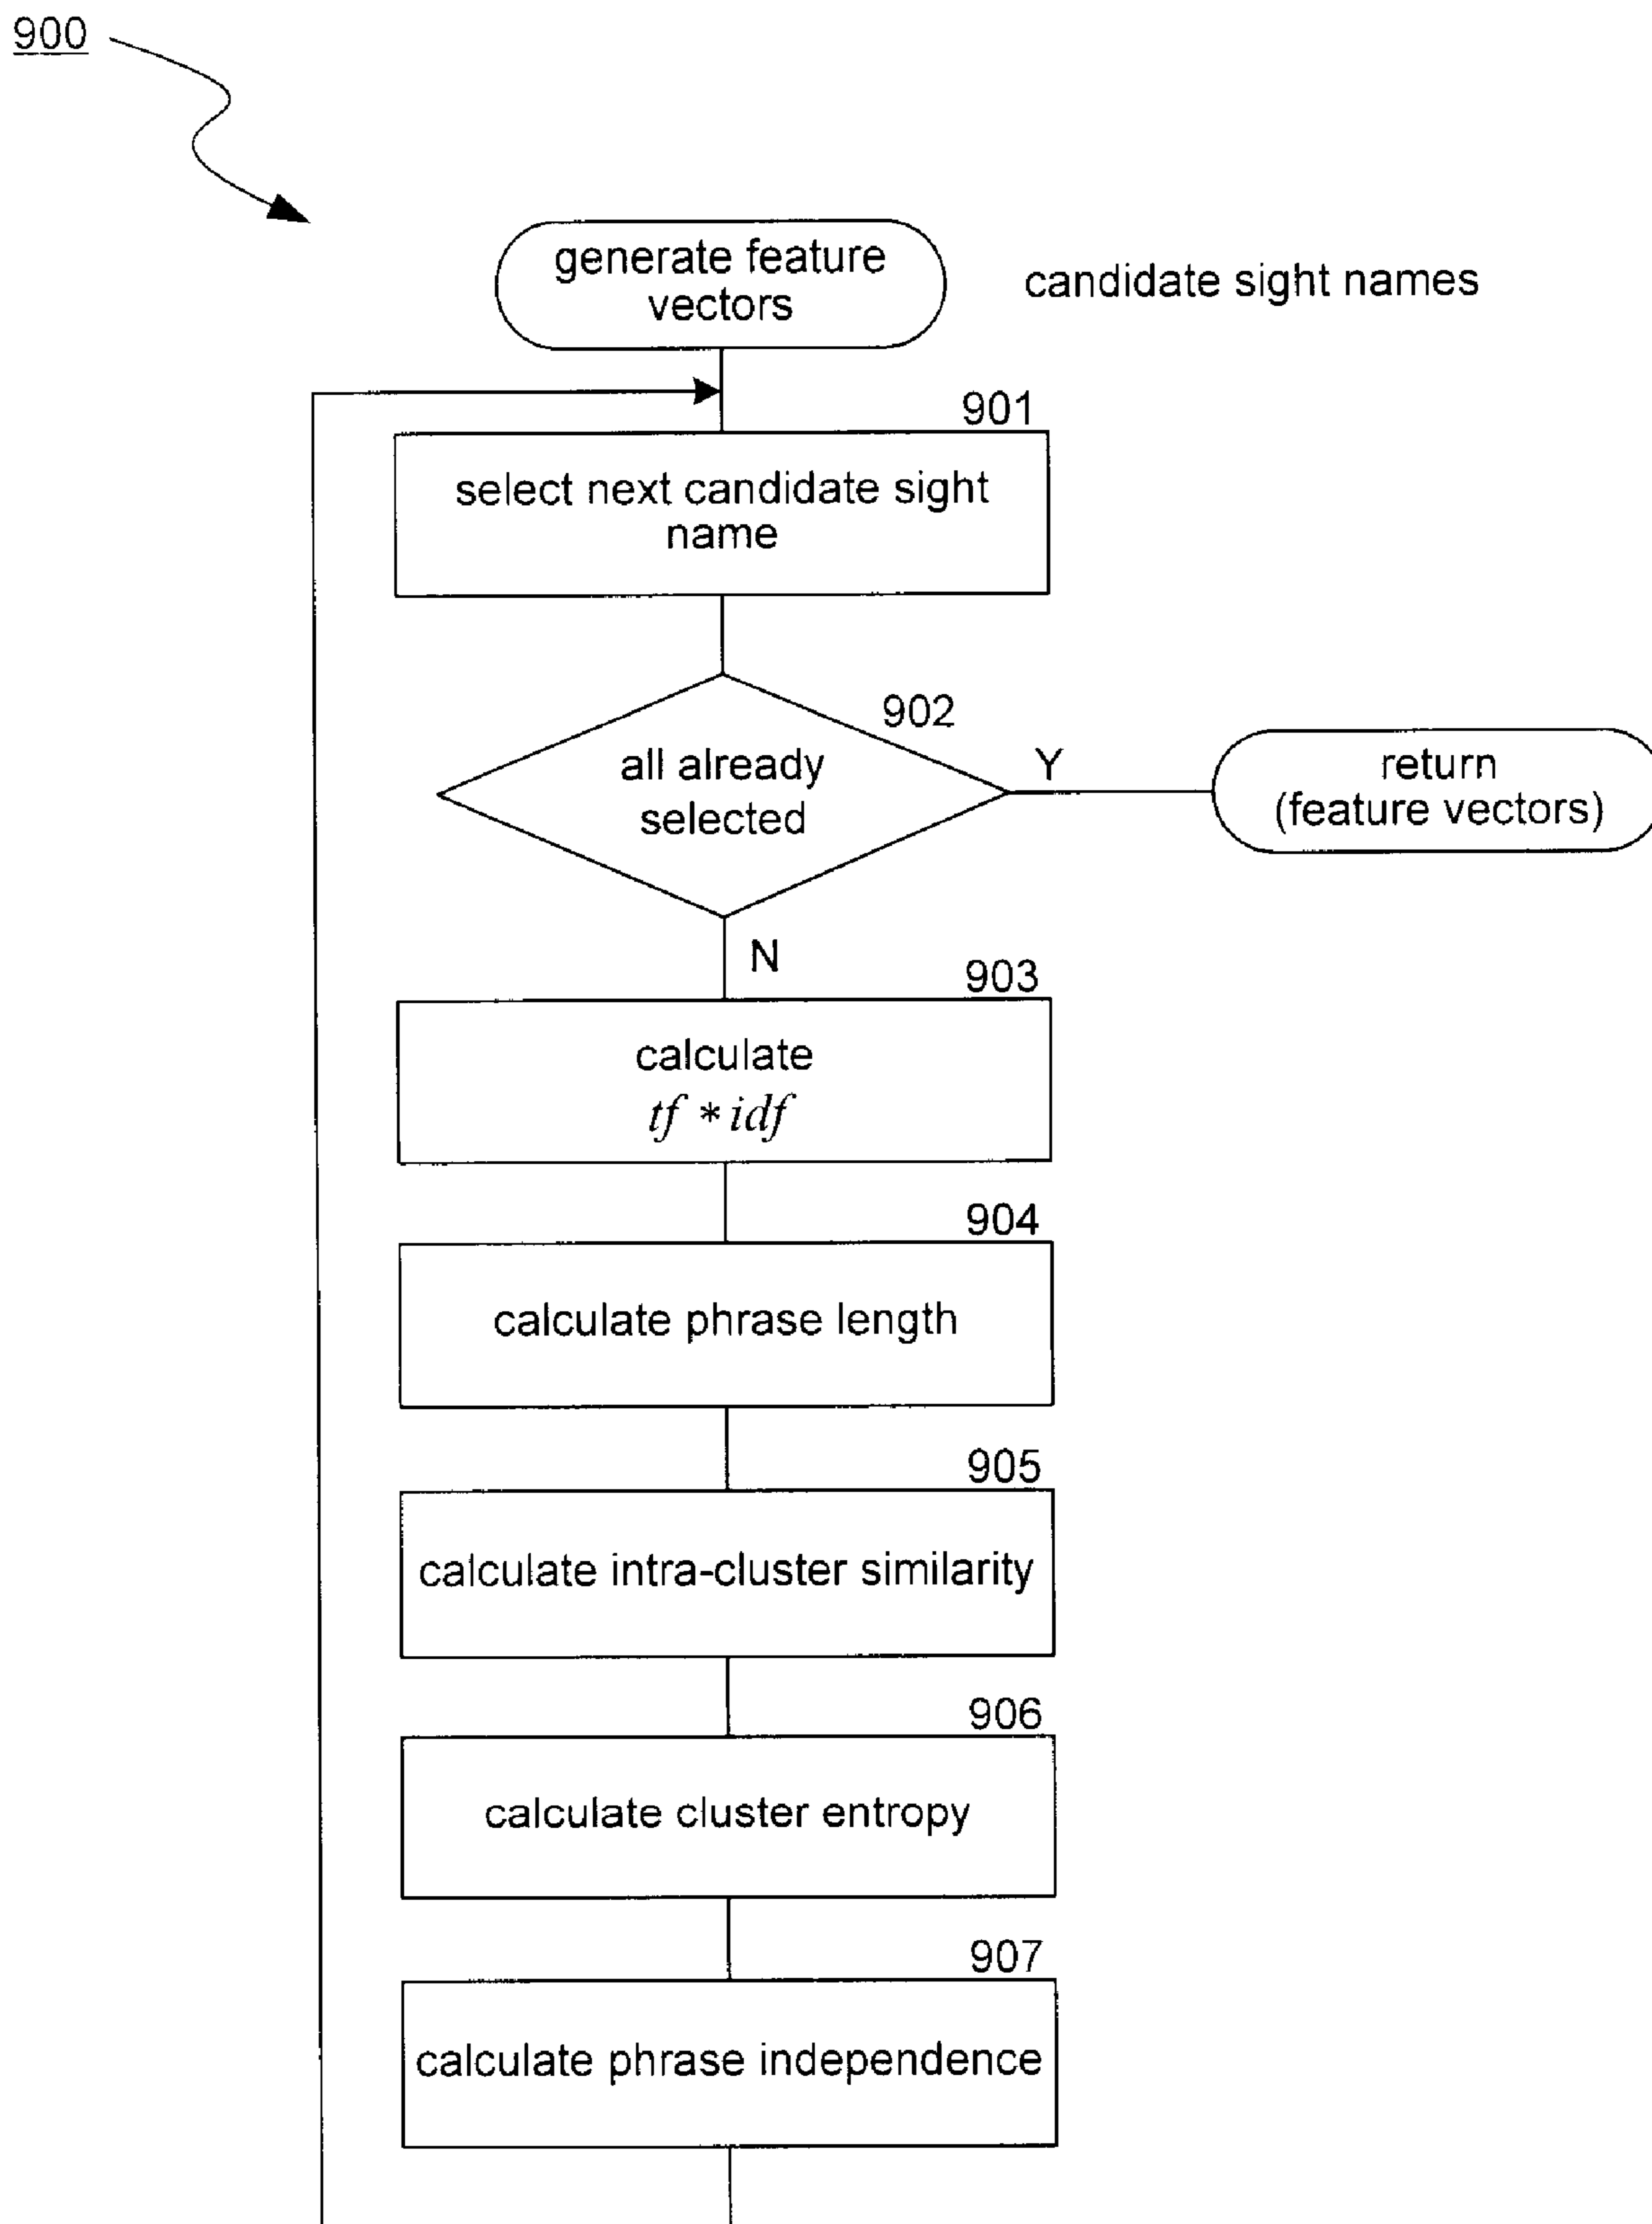 900
generate feature
vectors
candidate sight names
901
select next candidate sight
name
902
all already
selected
Y
return
(feature vectors)
N
903
calculate
tf * idf
904
calculate phrase length
905
calculate intra-cluster similarity
906
calculate cluster entropy
907
calculate phrase independence